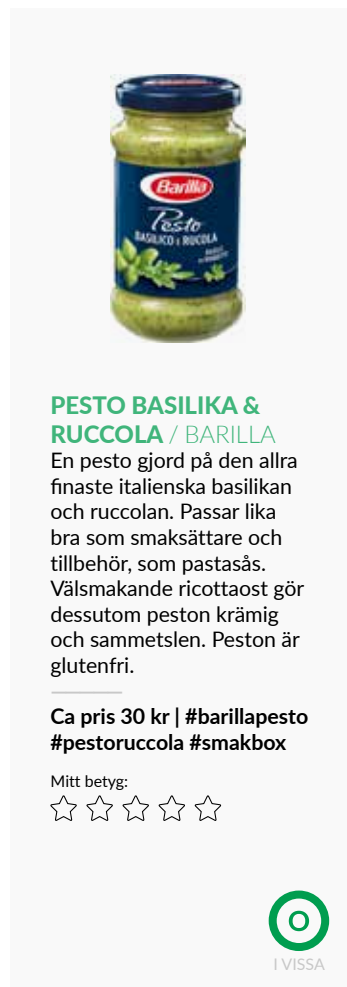 Barilla
Pesto
BASILICO e RUCOLA
PESTO BASILIKA &
RUCCOLA / BARILLA
En pesto gjord på den allra
finaste italienska basilikan
och ruccolan. Passar lika
bra som smaksättare och
tillbehör, som pastasås.
Välsmakande ricottaost gör
dessutom peston krämig
och sammetslen. Peston är
glutenfri.
Ca pris 30 kr | #barillapesto
#pestoruccola #smakbox
Mitt betyg:
O
I VISSA